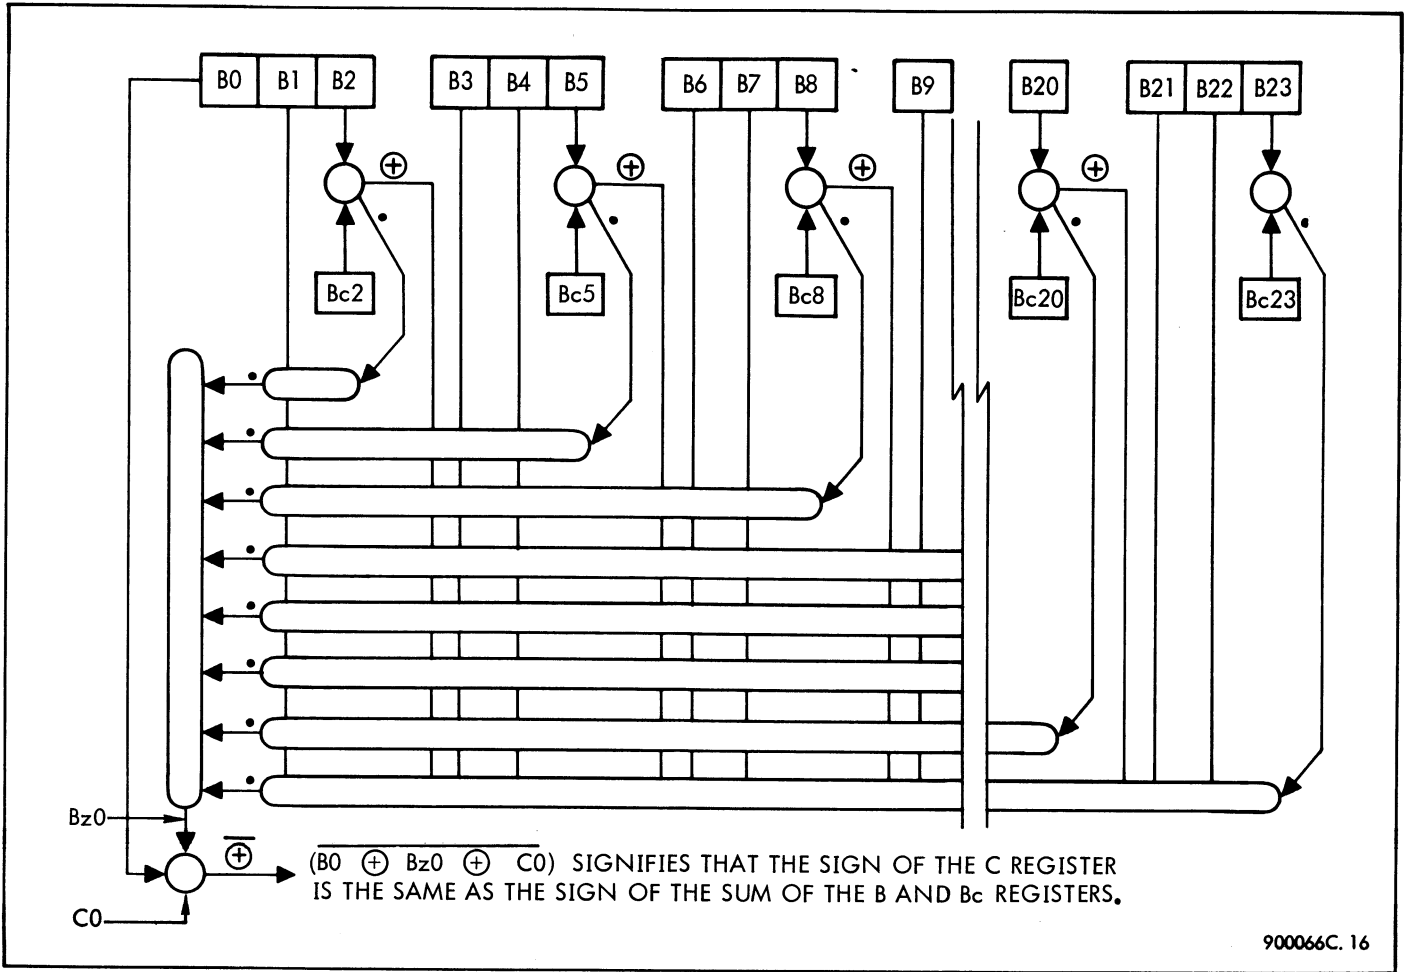 B0 B1 B2 B3 B4 B5 B6 B7 B8 B9 B20 B21 B22 B23
⊕ ⊕ ⊕ ⊕
Bc2 Bc5 Bc8 Bc20 Bc23
Bz0
⊕
(B0 ⊕ Bz0 ⊕ C0) SIGNIFIES THAT THE SIGN OF THE C REGISTER
IS THE SAME AS THE SIGN OF THE SUM OF THE B AND Bc REGISTERS.
C0
900066C. 16